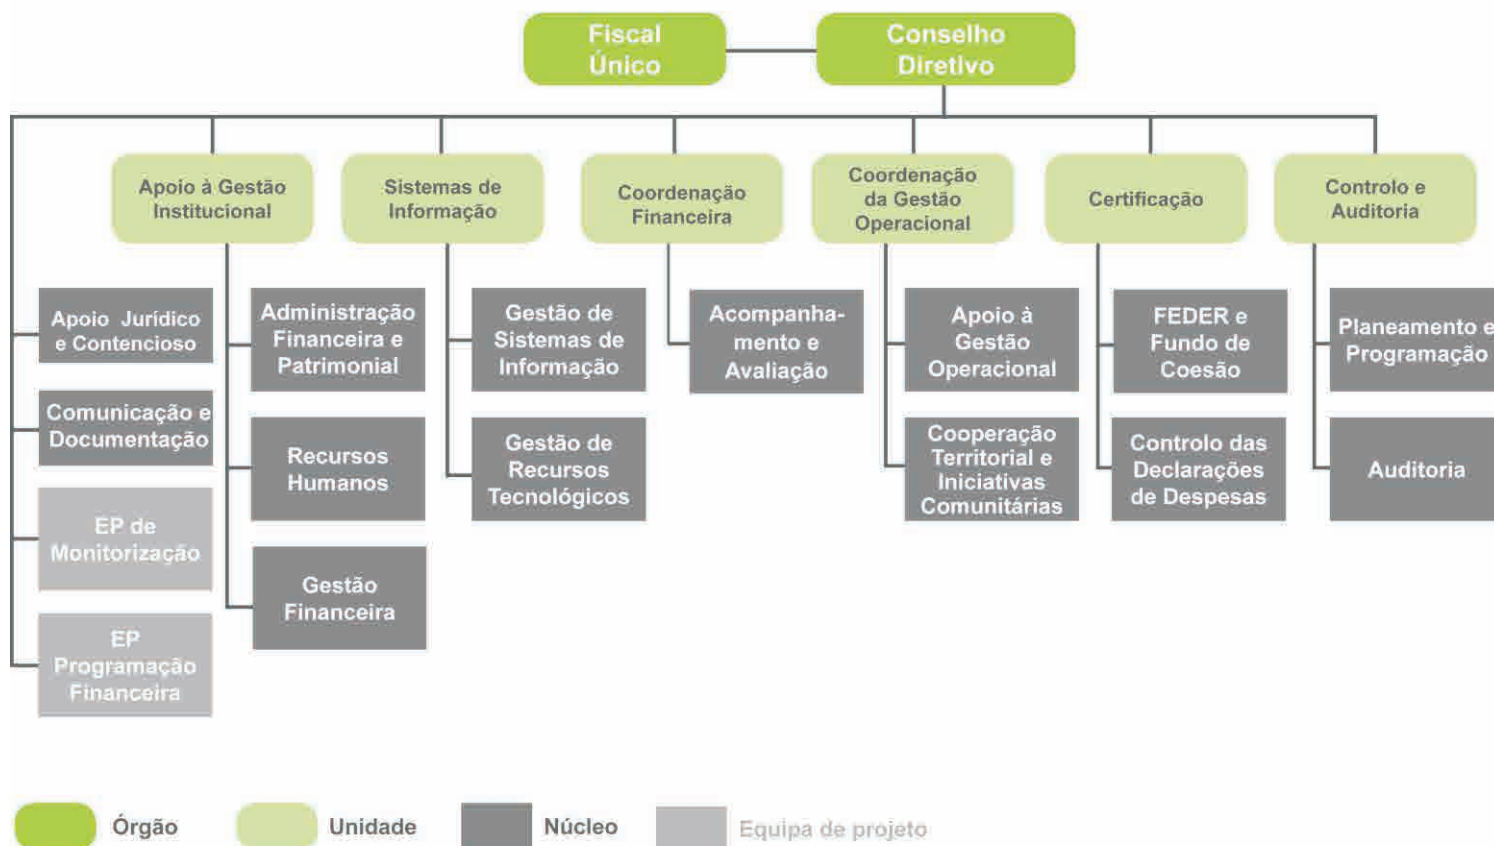 Fiscal
Único
Conselho
Diretivo
Apoio à Gestão
Institucional
Sistemas de
Informação
Coordenação
Financeira
Coordenação
da Gestão
Operacional
Certificação
Controlo e
Auditoria
Apoio Jurídico
e Contencioso
Comunicação e
Documentação
EP de
Monitorização
EP
Programação
Financeira
Administração
Financeira e
Patrimonial
Recursos
Humanos
Gestão
Financeira
Gestão de
Sistemas de
Informação
Gestão de
Recursos
Tecnológicos
Acompanha-
mento e
Avaliação
Apoio à
Gestão
Operacional
Cooperação
Territorial e
Iniciativas
Comunitárias
FEDER e
Fundo de
Coesão
Controlo das
Declarações
de Despesas
Planeamento e
Programação
Auditoria
Órgão
Unidade
Núcleo
Equipa de projeto